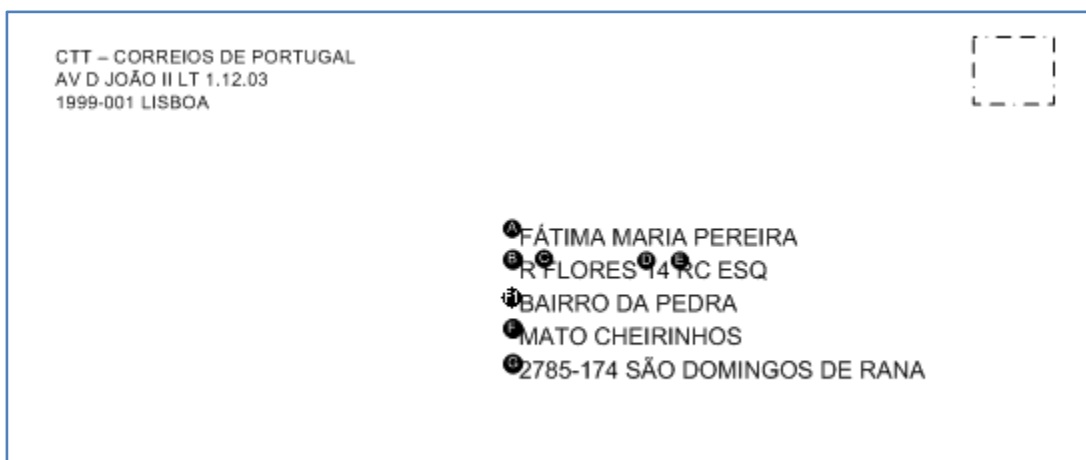 CTT – CORREIOS DE PORTUGAL
AV D JOÃO II LT 1.12.03
1999-001 LISBOA
A FÁTIMA MARIA PEREIRA
B R C FLORES D 14 E RC ESQ
F1 BAIRRO DA PEDRA
F MATO CHEIRINHOS
G 2785-174 SÃO DOMINGOS DE RANA